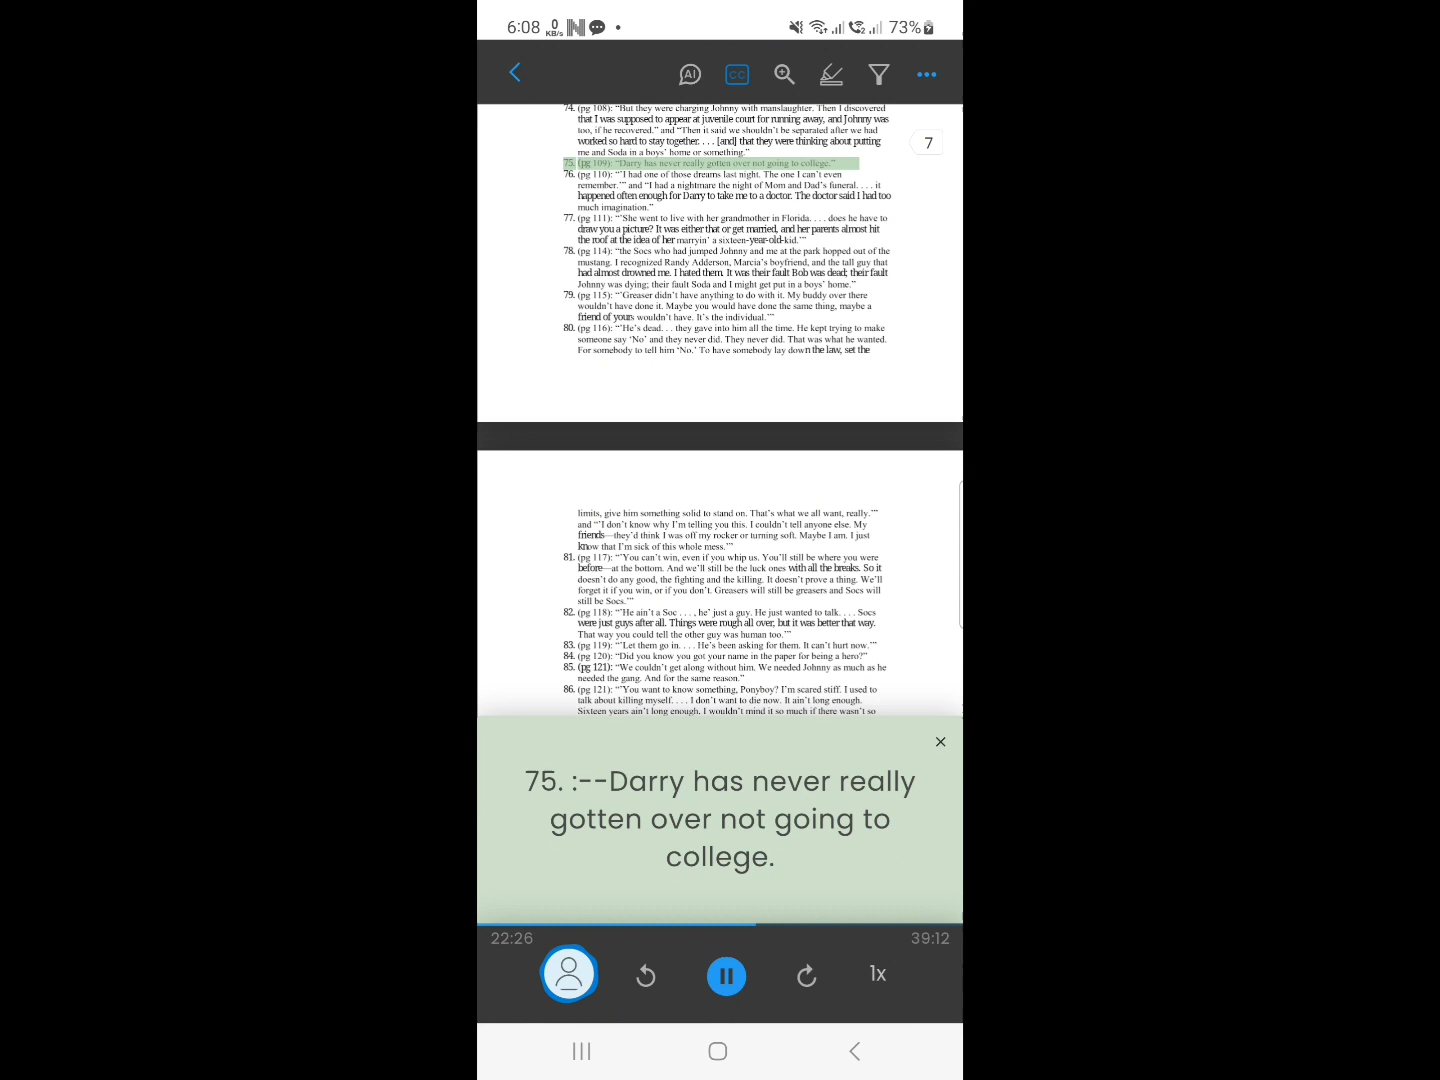 6:08 0 KB/s 73%
AI CC
74. (pg 108): “But they were charging Johnny with manslaughter. Then I discovered
that I was supposed to appear at juvenile court for running away, and Johnny was
7
too, if he recovered.” and “Then it said we shouldn’t be separated after we had
worked so hard to stay together. . . . [and] that they were thinking about putting
me and Soda in a boys’ home or something.”
75. (pg 109): “Darry has never really gotten over not going to college.”
76. (pg 110): “‘I had one of those dreams last night. The one I can’t even
remember.’” and “I had a nightmare the night of Mom and Dad’s funeral. . . . it
happened often enough for Darry to take me to a doctor. The doctor said I had too
much imagination.”
77. (pg 111): “‘She went to live with her grandmother in Florida. . . . does he have to
draw you a picture? It was either that or get married, and her parents almost hit
the roof at the idea of her marryin’ a sixteen-year-old-kid.’”
78. (pg 114): “the Socs who had jumped Johnny and me at the park hopped out of the
mustang. I recognized Randy Adderson, Marcia’s boyfriend, and the tall guy that
had almost drowned me. I hated them. It was their fault Bob was dead; their fault
Johnny was dying; their fault Soda and I might get put in a boys’ home.”
79. (pg 115): “‘Greaser didn’t have anything to do with it. My buddy over there
wouldn’t have done it. Maybe you would have done the same thing, maybe a
friend of yours wouldn’t have. It’s the individual.’”
80. (pg 116): “‘He’s dead. . . they gave into him all the time. He kept trying to make
someone say ‘No’ and they never did. They never did. That was what he wanted.
For somebody to tell him ‘No.’ To have somebody lay down the law, set the
limits, give him something solid to stand on. That’s what we all want, really.’”
and “‘I don’t know why I’m telling you this. I couldn’t tell anyone else. My
friends—they’d think I was off my rocker or turning soft. Maybe I am. I just
know that I’m sick of this whole mess.’”
81. (pg 117): “‘You can’t win, even if you whip us. You’ll still be where you were
before—at the bottom. And we’ll still be the luck ones with all the breaks. So it
doesn’t do any good, the fighting and the killing. It doesn’t prove a thing. We’ll
forget it if you win, or if you don’t. Greasers will still be greasers and Socs will
still be Socs.’”
82. (pg 118): “‘He ain’t a Soc . . . , he’ just a guy. He just wanted to talk. . . . Socs
were just guys after all. Things were rough all over, but it was better that way.
That way you could tell the other guy was human too.’”
83. (pg 119): “‘Let them go in. . . . He’s been asking for them. It can’t hurt now.’”
84. (pg 120): “Did you know you got your name in the paper for being a hero?”
85. (pg 121): “We couldn’t get along without him. We needed Johnny as much as he
needed the gang. And for the same reason.”
86. (pg 121): “‘You want to know something, Ponyboy? I’m scared stiff. I used to
talk about killing myself. . . . I don’t want to die now. It ain’t long enough.
Sixteen years ain’t long enough. I wouldn’t mind it so much if there wasn’t so
75. :--Darry has never really
gotten over not going to
college.
22:26 39:12
1x